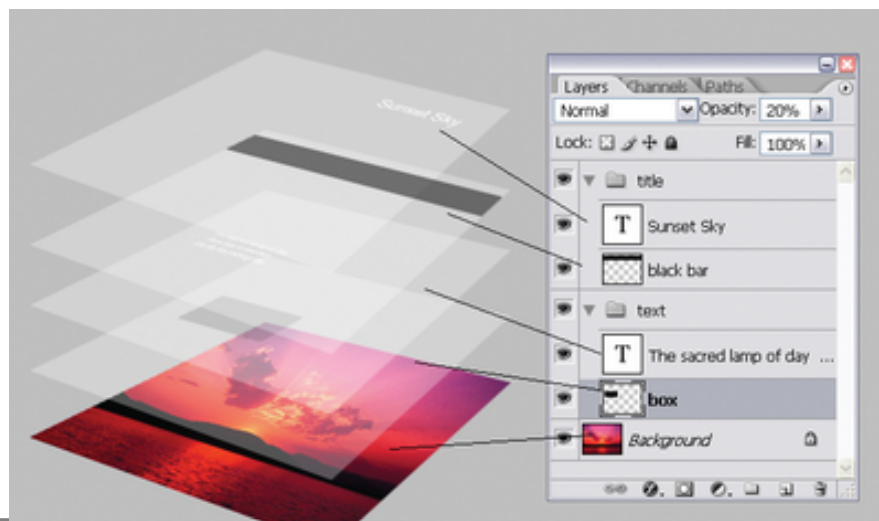 Sunset Sky
Layers Channels Paths
Normal Opacity: 20%
Lock: Fill: 100%
title
T Sunset Sky
black bar
text
T The sacred lamp of day ...
box
Background